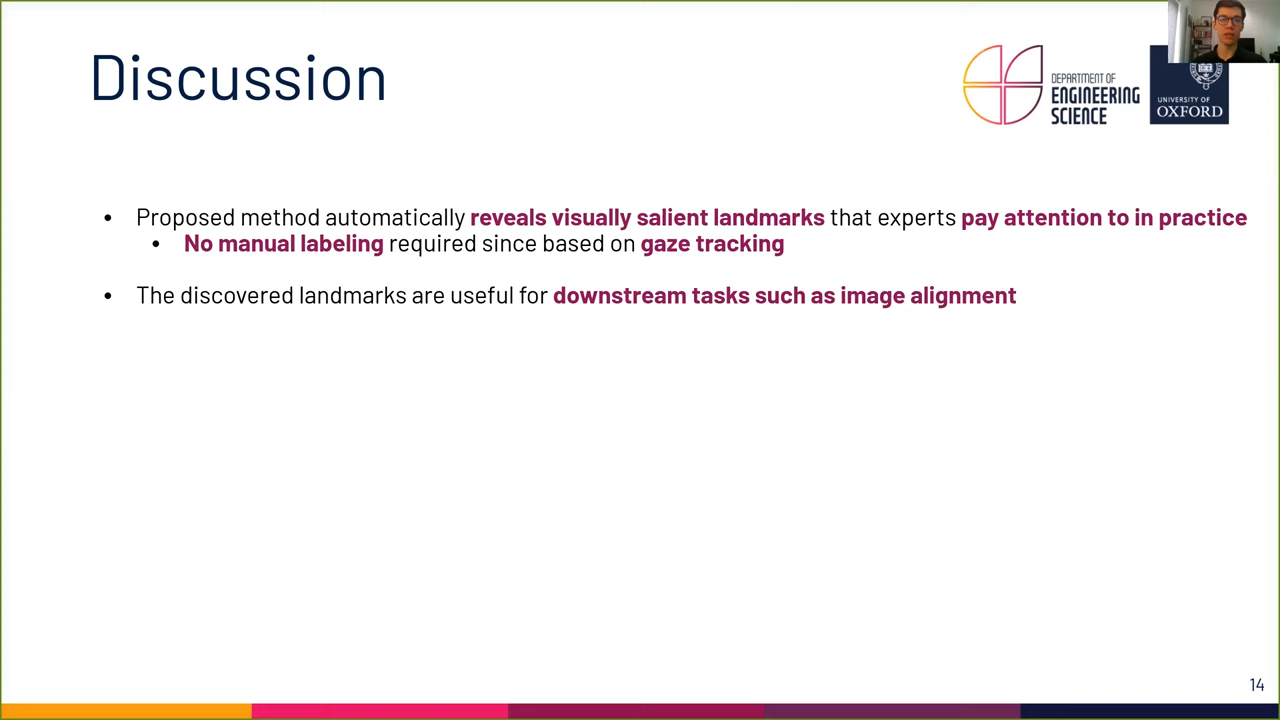 Discussion
DEPARTMENT OF
ENGINEERING
SCIENCE
UNIVERSITY OF
OXFORD
• Proposed method automatically reveals visually salient landmarks that experts pay attention to in practice
• No manual labeling required since based on gaze tracking
• The discovered landmarks are useful for downstream tasks such as image alignment
14